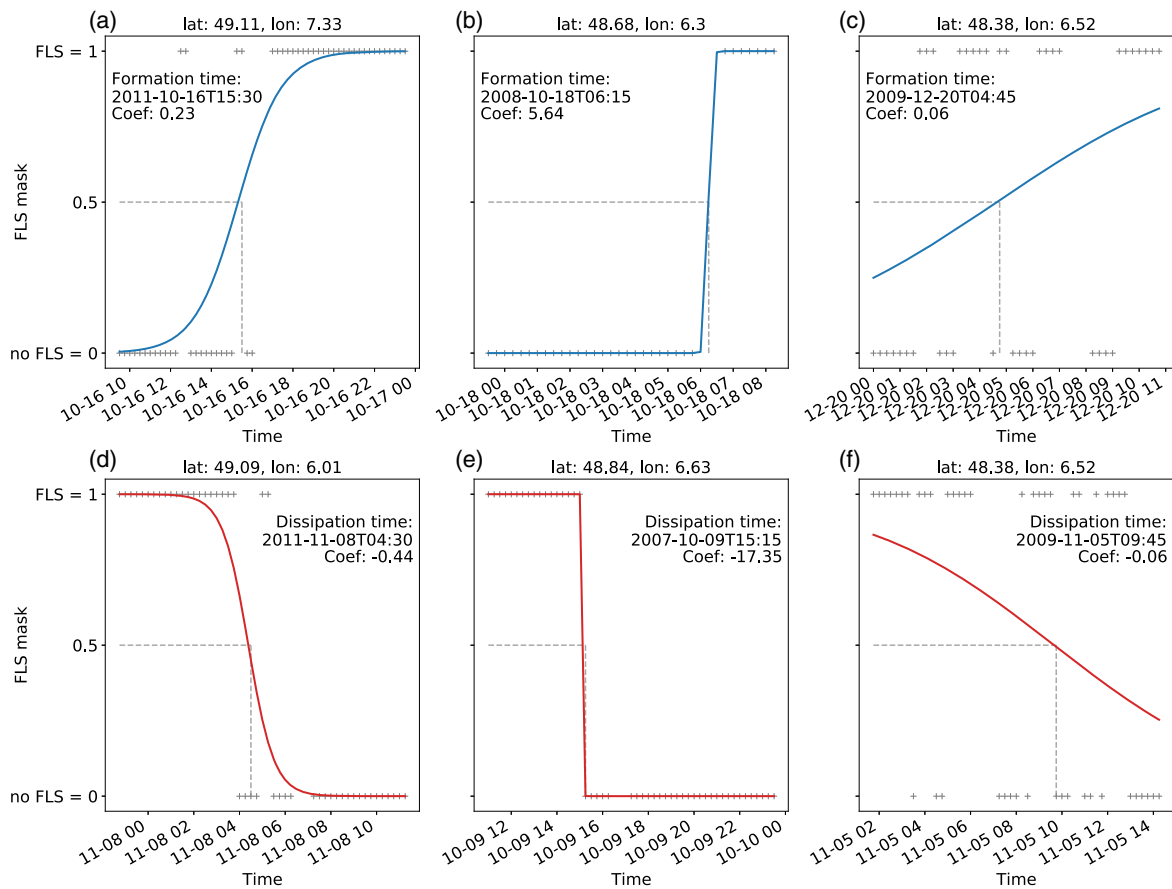 (a)
lat: 49.11, lon: 7.33
FLS = 1
0.5
no FLS = 0
FLS mask
Formation time:
2011-10-16T15:30
Coef: 0.23
10-16 10
10-16 12
10-16 14
10-16 16
10-16 18
10-16 20
10-16 22
10-17 00
Time
(b)
lat: 48.68, lon: 6.3
Formation time:
2008-10-18T06:15
Coef: 5.64
10-18 00
10-18 01
10-18 02
10-18 03
10-18 04
10-18 05
10-18 06
10-18 07
10-18 08
Time
(c)
lat: 48.38, lon: 6.52
Formation time:
2009-12-20T04:45
Coef: 0.06
12-20 00
12-20 01
12-20 02
12-20 03
12-20 04
12-20 05
12-20 06
12-20 07
12-20 08
12-20 09
12-20 10
12-20 11
Time
(d)
lat: 49.09, lon: 6.01
FLS = 1
0.5
no FLS = 0
FLS mask
Dissipation time:
2011-11-08T04:30
Coef: -0.44
11-08 00
11-08 02
11-08 04
11-08 06
11-08 08
11-08 10
Time
(e)
lat: 48.84, lon: 6.63
Dissipation time:
2007-10-09T15:15
Coef: -17.35
10-09 12
10-09 14
10-09 16
10-09 18
10-09 20
10-09 22
10-10 00
Time
(f)
lat: 48.38, lon: 6.52
Dissipation time:
2009-11-05T09:45
Coef: -0.06
11-05 02
11-05 04
11-05 06
11-05 08
11-05 10
11-05 12
11-05 14
Time